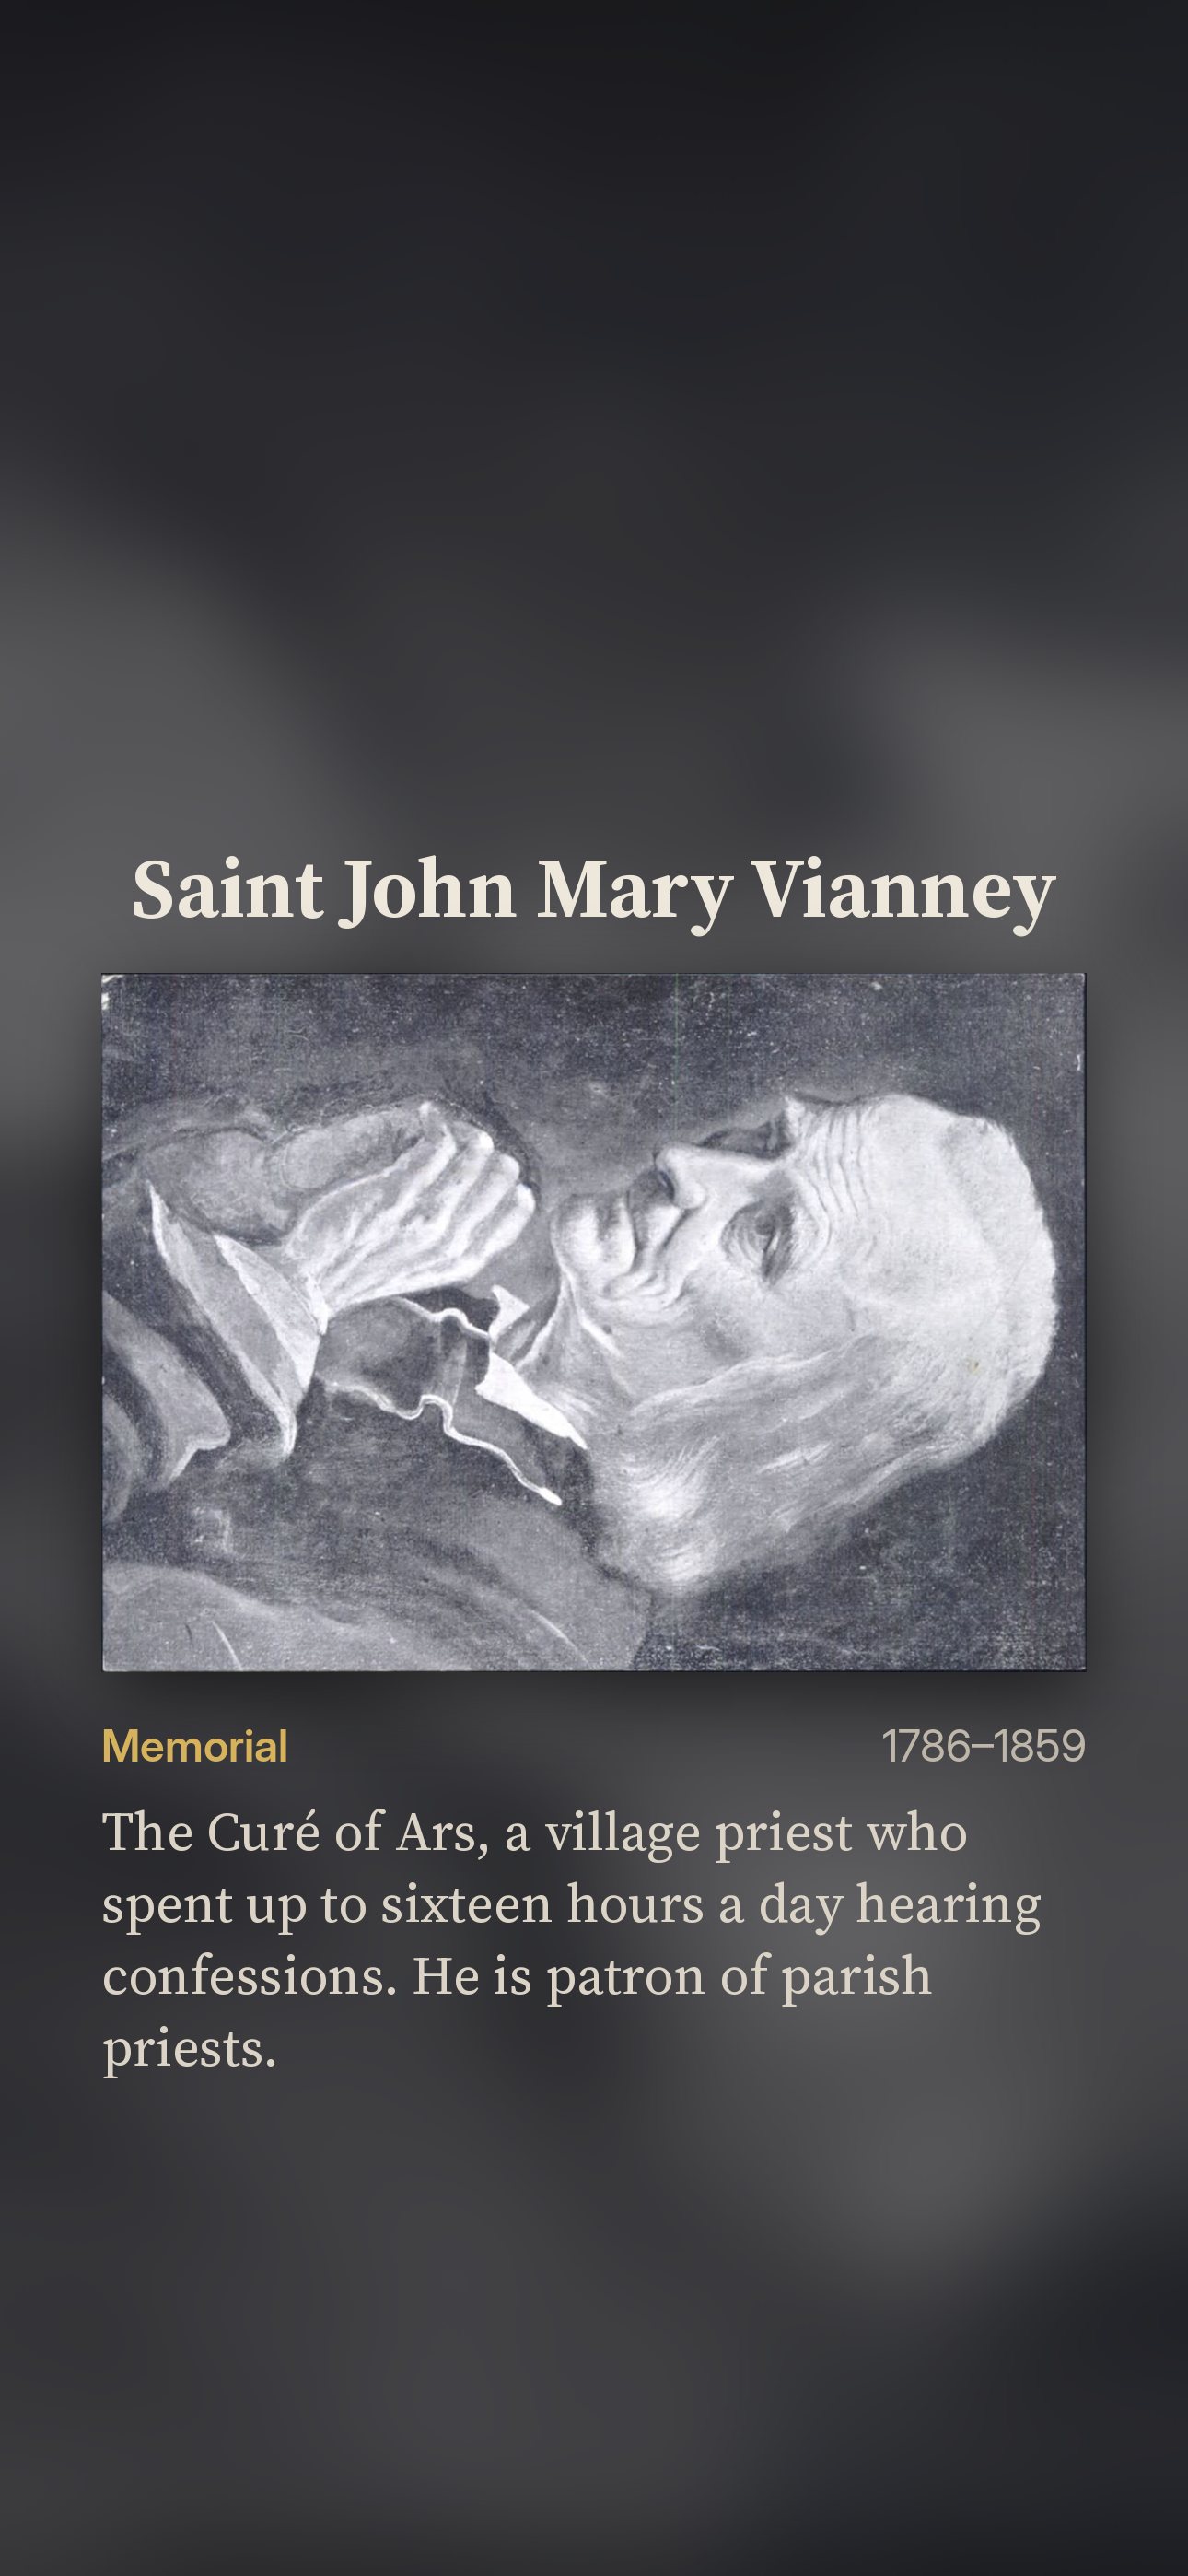 Saint John Mary Vianney
Memorial
1786–1859
The Curé of Ars, a village priest who
spent up to sixteen hours a day hearing
confessions. He is patron of parish
priests.